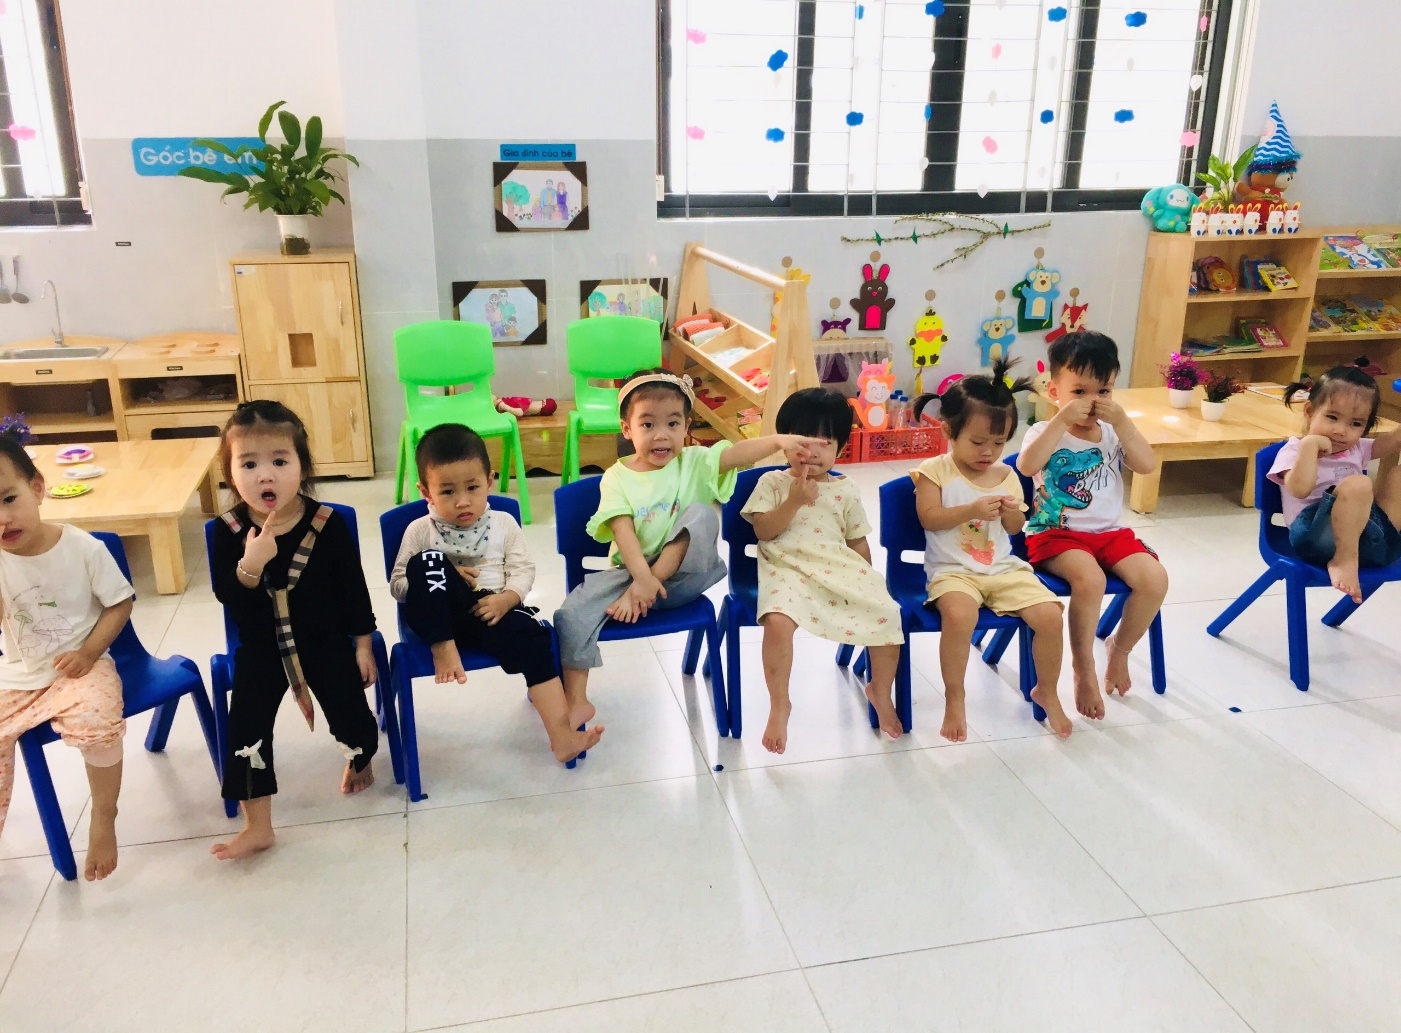 Góc bé em
Gia đình của bé
E-TX